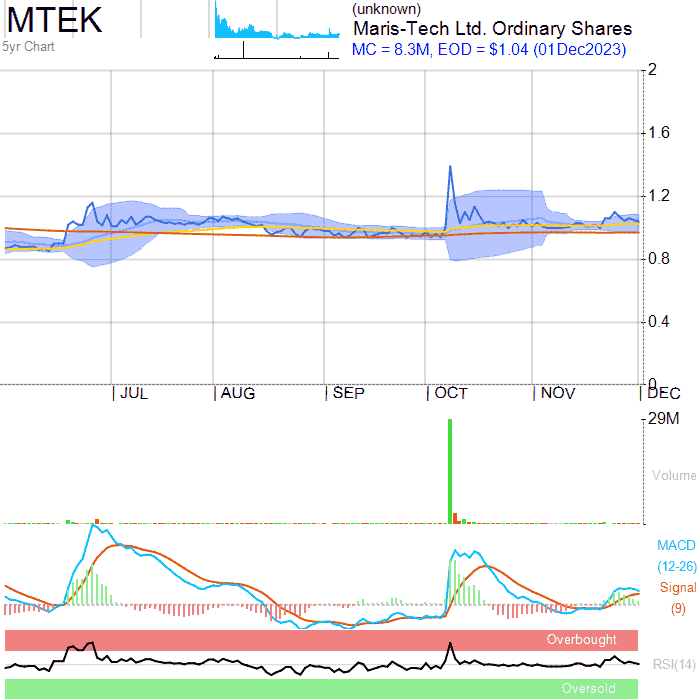 MTEK
5yr Chart
(unknown)
Maris-Tech Ltd. Ordinary Shares
MC = 8.3M, EOD = $1.04 (01Dec2023)
2
1.6
1.2
0.8
0.4
0
JUL AUG SEP OCT NOV DEC
29M
Volume
MACD
(12-26)
Signal
(9)
Overbought
RSI(14)
Oversold